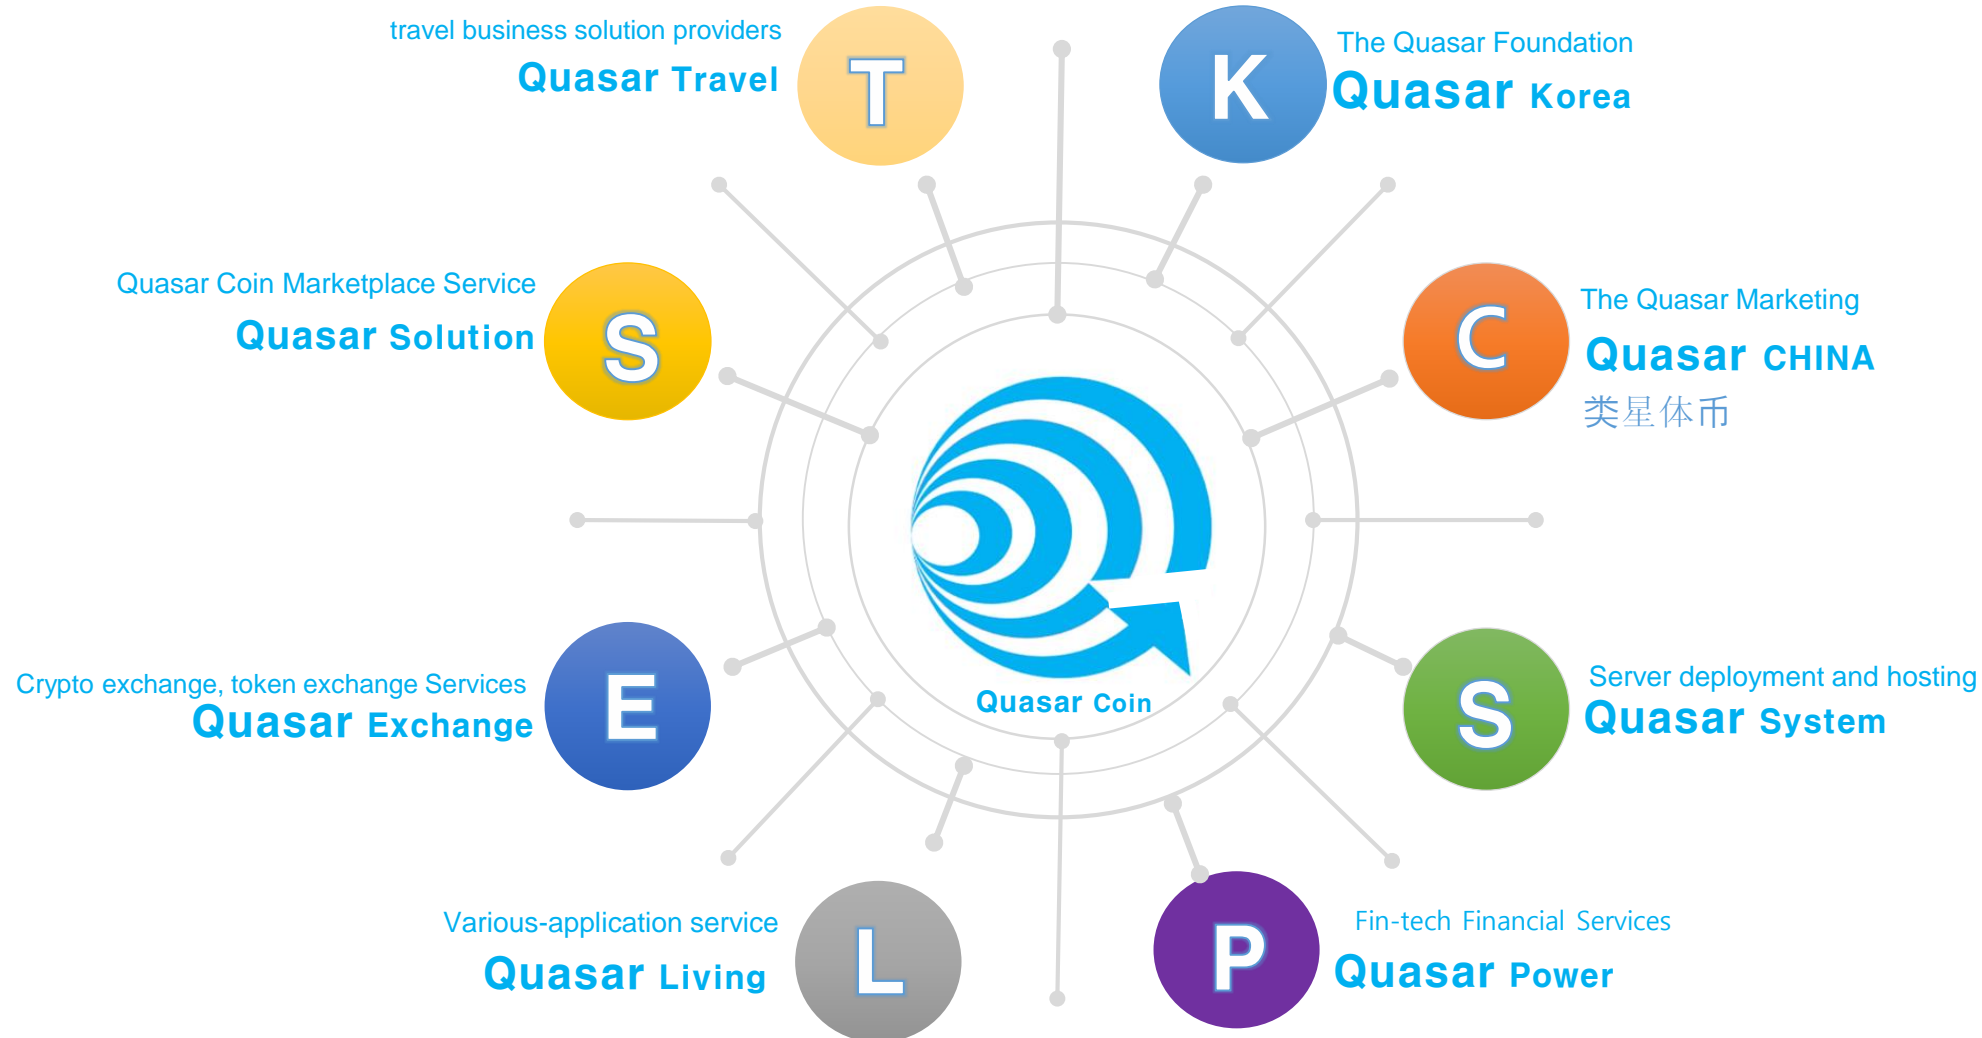 travel business solution providers
Quasar Travel
T
K
The Quasar Foundation
Quasar Korea
Quasar Coin Marketplace Service
Quasar Solution
S
C
The Quasar Marketing
Quasar CHINA
类星体币
Quasar Coin
Crypto exchange, token exchange Services
Quasar Exchange
E
S
Server deployment and hosting
Quasar System
Various-application service
Quasar Living
L
P
Fin-tech Financial Services
Quasar Power